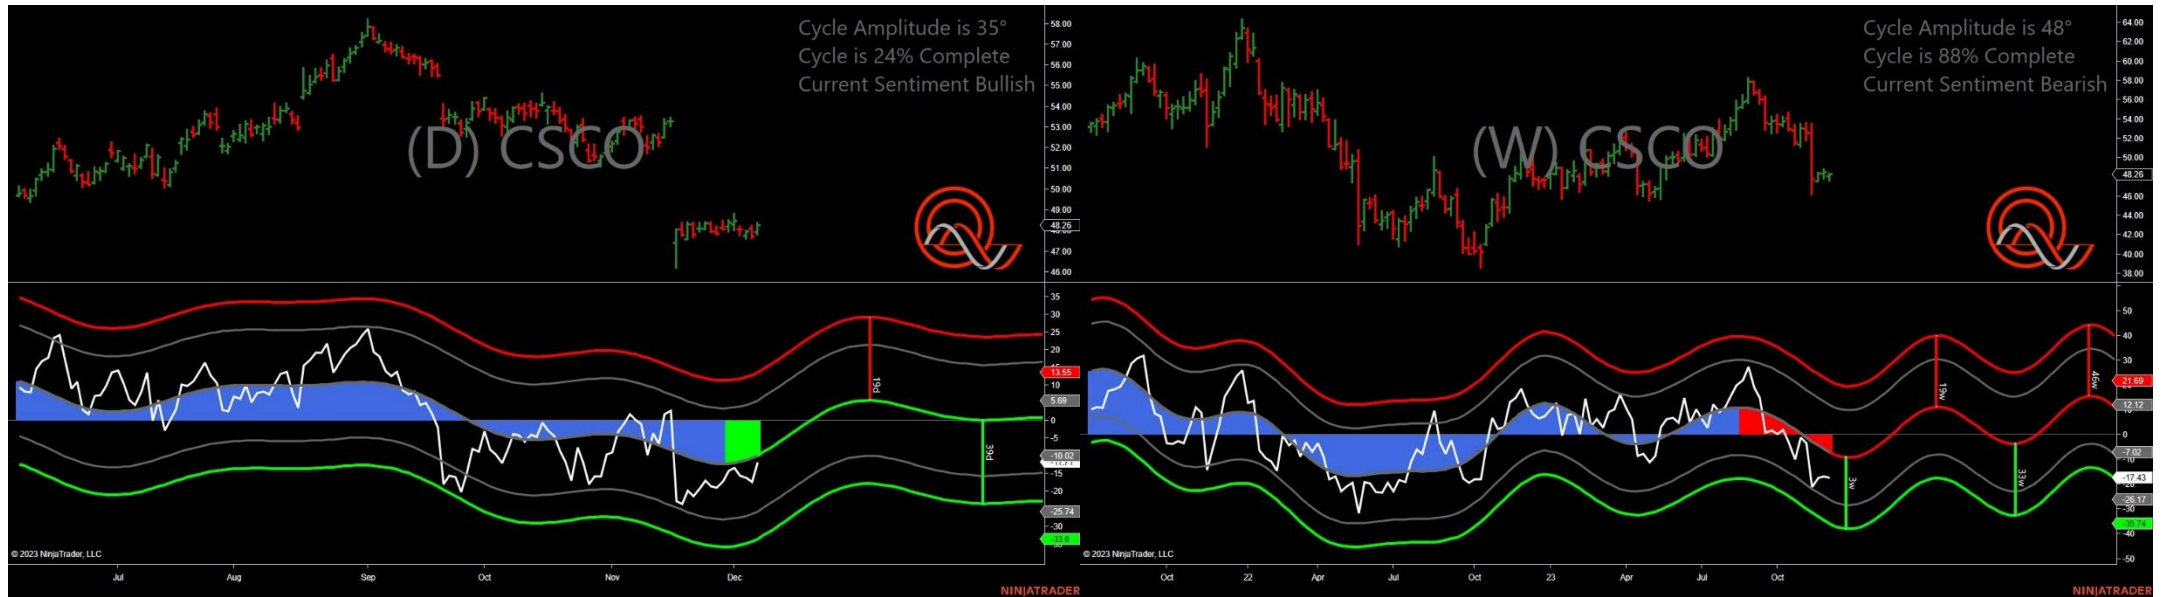 Cycle Amplitude is 35°
Cycle is 24% Complete
Current Sentiment Bullish
(D) CSCO
58.00
57.00
56.00
55.00
54.00
53.00
52.00
51.00
50.00
49.00
48.26
47.00
46.00
35
30
25
20
13.55
10
5.69
0
-5
-10.02
-15
-20
-25.74
-30
-33.6
19d
39d
© 2023 NinjaTrader, LLC
Jul
Aug
Sep
Oct
Nov
Dec
NINJATRADER
Cycle Amplitude is 48°
Cycle is 88% Complete
Current Sentiment Bearish
(W) CSCO
64.00
62.00
60.00
58.00
56.00
54.00
52.00
50.00
48.26
46.00
44.00
42.00
40.00
38.00
50
40
30
21.69
12.12
0
-7.02
-17.43
-26.17
-30
-35.74
-40
-50
3w
19w
33w
46w
© 2023 NinjaTrader, LLC
Oct
22
Apr
Jul
Oct
23
Apr
Jul
Oct
NINJATRADER